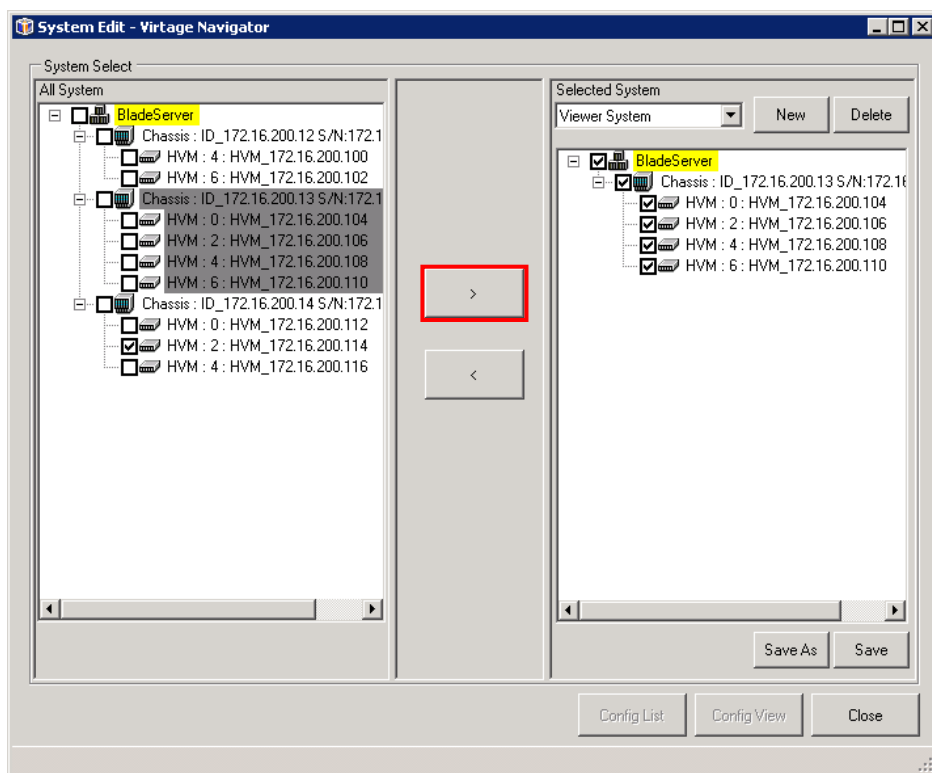 System Edit - Virtage Navigator
System Select
All System
BladeServer
Chassis : ID_172.16.200.12 S/N:172.1
HVM : 4 : HVM_172.16.200.100
HVM : 6 : HVM_172.16.200.102
Chassis : ID_172.16.200.13 S/N:172.1
HVM : 0 : HVM_172.16.200.104
HVM : 2 : HVM_172.16.200.106
HVM : 4 : HVM_172.16.200.108
HVM : 6 : HVM_172.16.200.110
Chassis : ID_172.16.200.14 S/N:172.1
HVM : 0 : HVM_172.16.200.112
HVM : 2 : HVM_172.16.200.114
HVM : 4 : HVM_172.16.200.116
>
<
Selected System
Viewer System
New
Delete
BladeServer
Chassis : ID_172.16.200.13 S/N:172.16
HVM : 0 : HVM_172.16.200.104
HVM : 2 : HVM_172.16.200.106
HVM : 4 : HVM_172.16.200.108
HVM : 6 : HVM_172.16.200.110
Save As
Save
Config List
Config View
Close